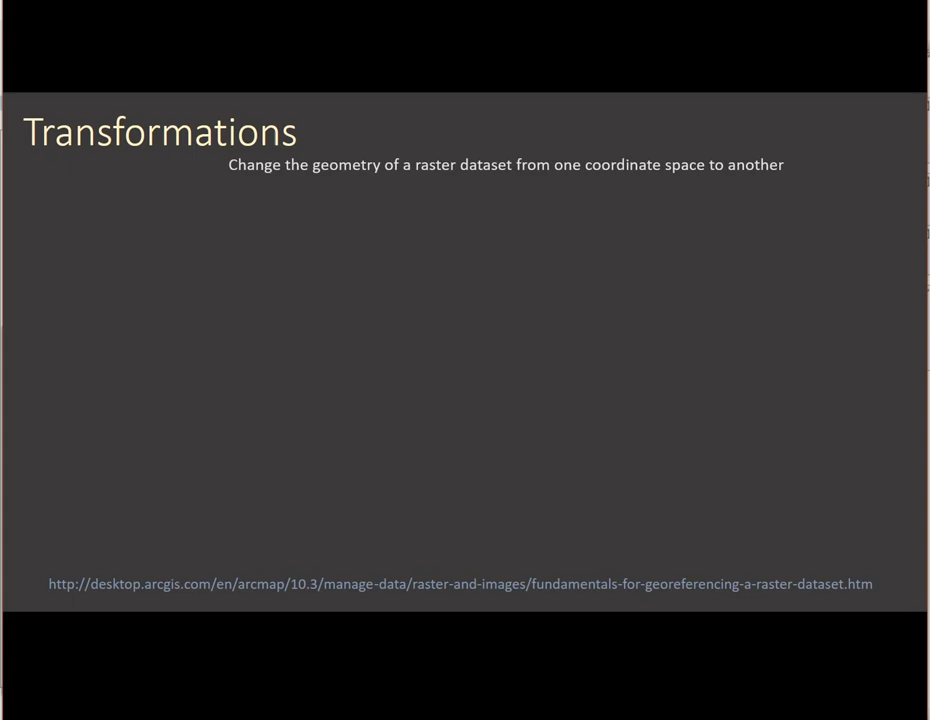 Transformations
Change the geometry of a raster dataset from one coordinate space to another
http://desktop.arcgis.com/en/arcmap/10.3/manage-data/raster-and-images/fundamentals-for-georeferencing-a-raster-dataset.htm